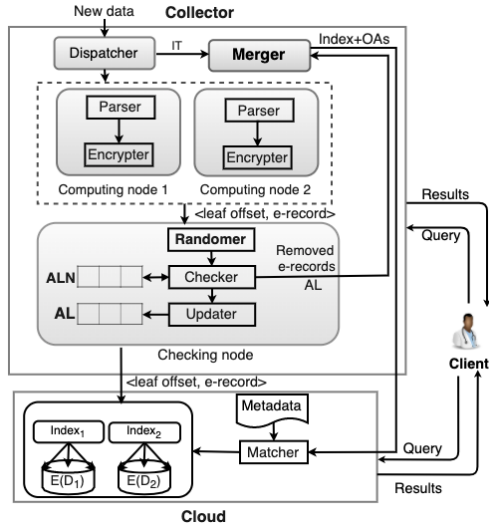 New data
Collector
Dispatcher
IT
Merger
Index+OAs
Parser
Encrypter
Computing node 1
Parser
Encrypter
Computing node 2
<leaf offset, e-record>
Results
Query
Randomer
Removed
e-records
AL
ALN
Checker
AL
Updater
Checking node
Client
<leaf offset, e-record>
Metadata
Index1
Index2
Matcher
Query
E(D1)
E(D2)
Results
Cloud